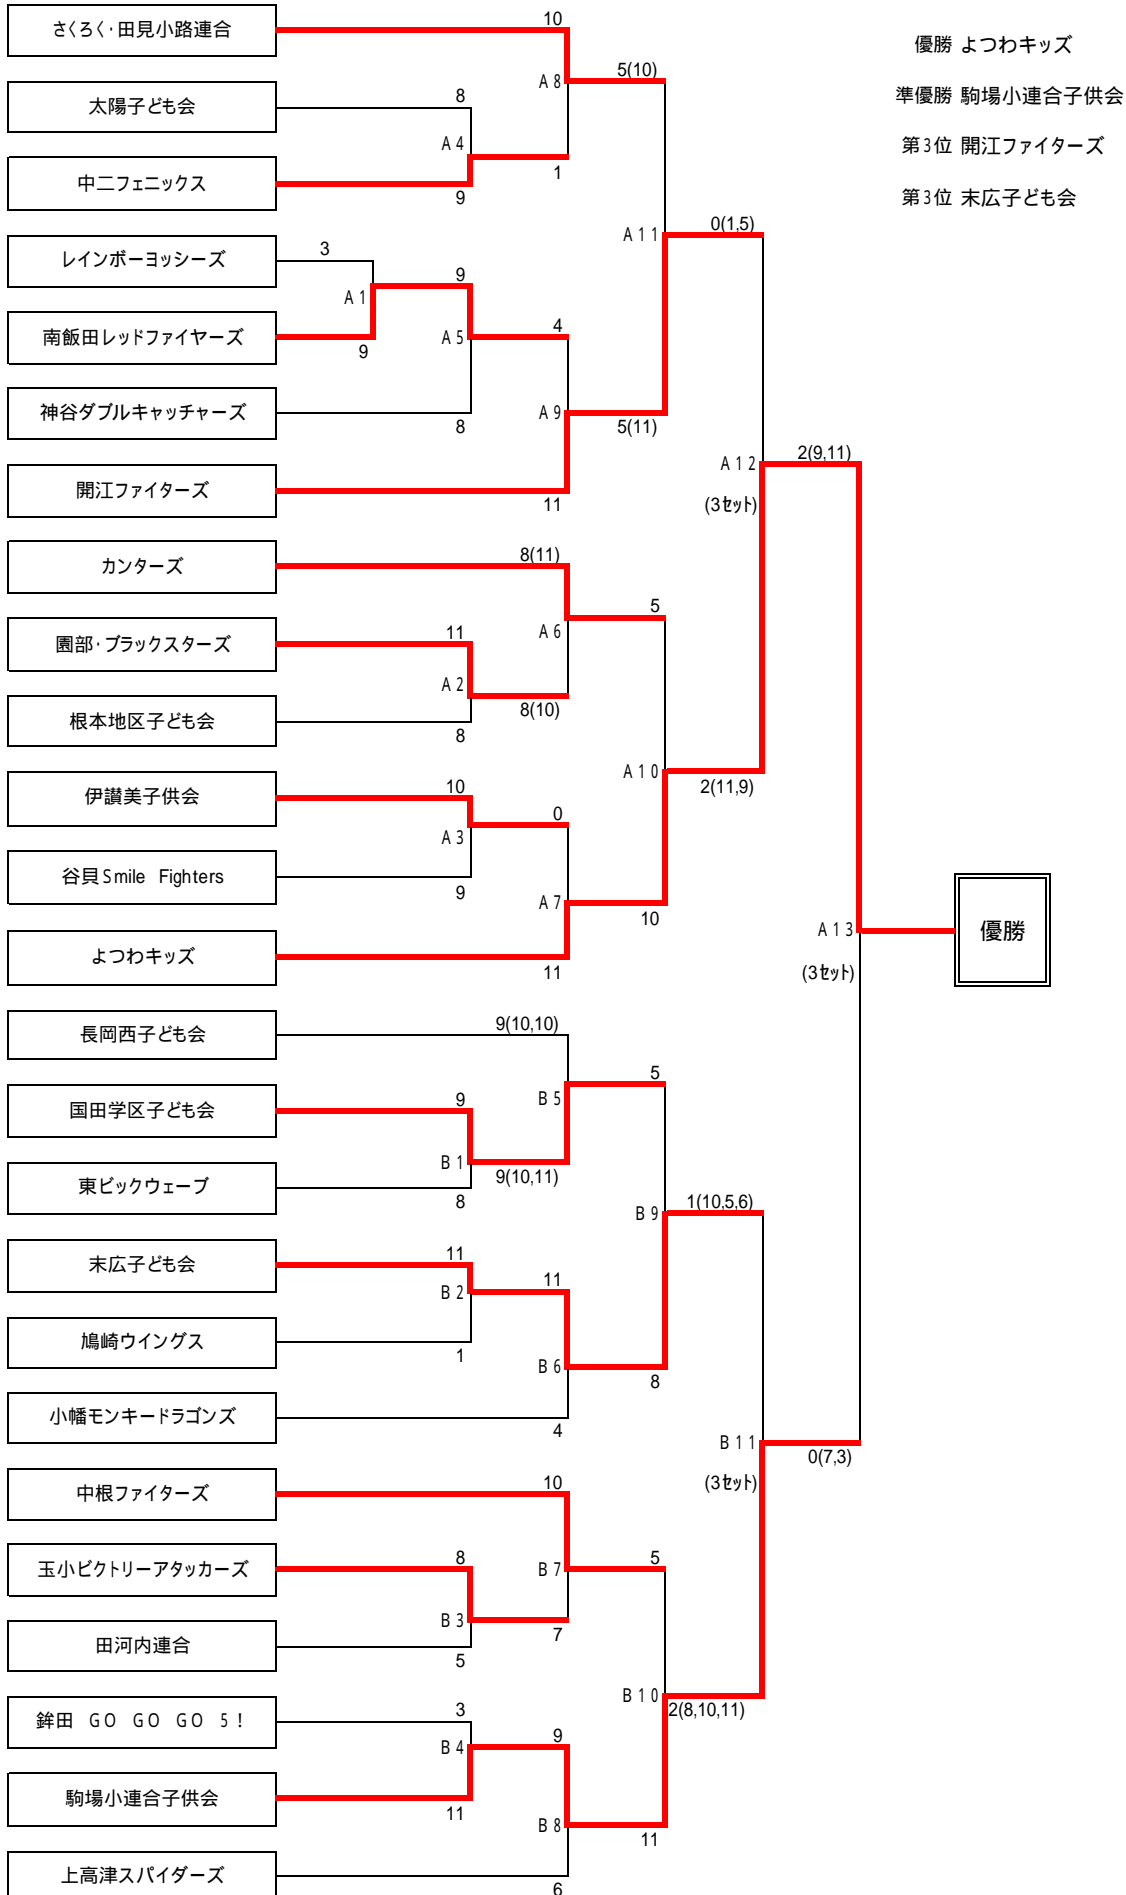 さくろく・田見小路連合
10
優勝 よつわキッズ
A8
5(10)
太陽子ども会
8
準優勝 駒場小連合子供会
A4
第3位 開江ファイターズ
中二フェニックス
9
1
第3位 末広子ども会
レインボーヨッシーズ
3
A11
0(1,5)
A1
9
南飯田レッドファイヤーズ
9
A5
4
神谷ダブルキャッチャーズ
8
A9
5(11)
開江ファイターズ
11
A12
2(9,11)
(3セット)
カンターズ
8(11)
A6
5
園部・ブラックスターズ
11
A2
根本地区子ども会
8
8(10)
A10
2(11,9)
伊讃美子供会
10
A3
0
谷貝Smile Fighters
9
A7
10
よつわキッズ
11
A13
(3セット)
優勝
長岡西子ども会
9(10,10)
B5
5
国田学区子ども会
9
B1
9(10,11)
東ビックウェーブ
8
B9
1(10,5,6)
末広子ども会
11
B2
11
鳩崎ウイングス
1
B6
8
小幡モンキードラゴンズ
4
B11
0(7,3)
(3セット)
中根ファイターズ
10
B7
5
玉小ビクトリーアタッカーズ
8
B3
7
田河内連合
5
B10
2(8,10,11)
鉾田 GO GO GO 5!
3
B4
9
駒場小連合子供会
11
B8
11
上高津スパイダーズ
6